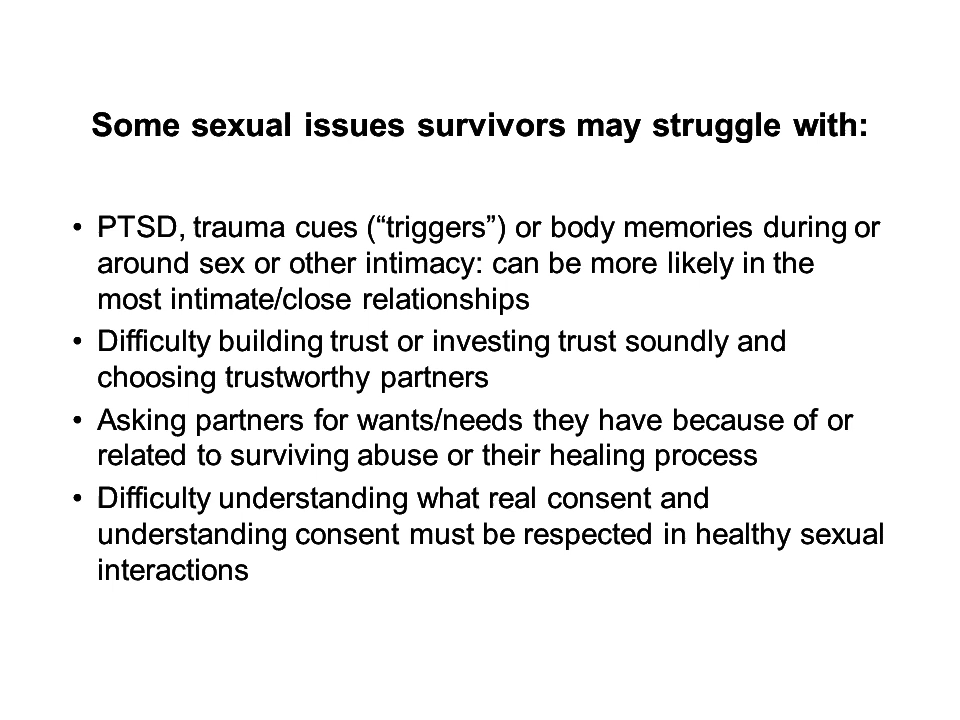 Some sexual issues survivors may struggle with:
• PTSD, trauma cues (“triggers”) or body memories during or
around sex or other intimacy: can be more likely in the
most intimate/close relationships
• Difficulty building trust or investing trust soundly and
choosing trustworthy partners
• Asking partners for wants/needs they have because of or
related to surviving abuse or their healing process
• Difficulty understanding what real consent and
understanding consent must be respected in healthy sexual
interactions